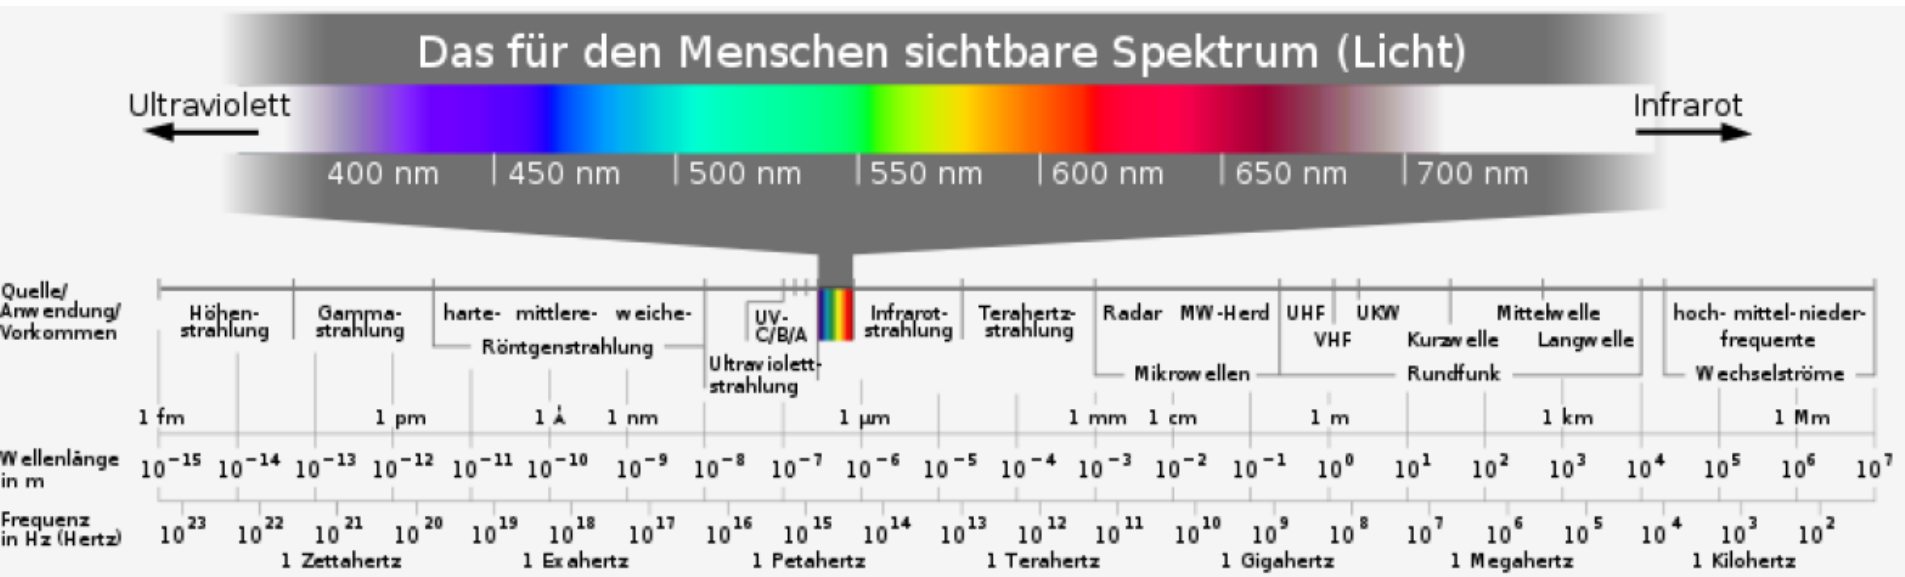 Das für den Menschen sichtbare Spektrum (Licht)
Ultraviolett
Infrarot
400 nm 450 nm 500 nm 550 nm 600 nm 650 nm 700 nm
Quelle/
Anwendung/
Vorkommen
Höhen-
strahlung
Gamma-
strahlung
harte- mittlere- weiche-
Röntgenstrahlung
UV-
C/B/A
Ultraviolett-
strahlung
Infrarot-
strahlung
Terahertz-
strahlung
Radar MW-Herd
Mikrowellen
UHF UKW Mittelwelle
VHF Kurzwelle Langwelle
Rundfunk
hoch- mittel- nieder-
frequente
Wechselströme
1 fm 1 pm 1 Å 1 nm 1 µm 1 mm 1 cm 1 m 1 km 1 Mm
Wellenlänge
in m
10⁻¹⁵ 10⁻¹⁴ 10⁻¹³ 10⁻¹² 10⁻¹¹ 10⁻¹⁰ 10⁻⁹ 10⁻⁸ 10⁻⁷ 10⁻⁶ 10⁻⁵ 10⁻⁴ 10⁻³ 10⁻² 10⁻¹ 10⁰ 10¹ 10² 10³ 10⁴ 10⁵ 10⁶ 10⁷
Frequenz
in Hz (Hertz)
10²³ 10²² 10²¹ 10²⁰ 10¹⁹ 10¹⁸ 10¹⁷ 10¹⁶ 10¹⁵ 10¹⁴ 10¹³ 10¹² 10¹¹ 10¹⁰ 10⁹ 10⁸ 10⁷ 10⁶ 10⁵ 10⁴ 10³ 10²
1 Zettahertz 1 Exahertz 1 Petahertz 1 Terahertz 1 Gigahertz 1 Megahertz 1 Kilohertz